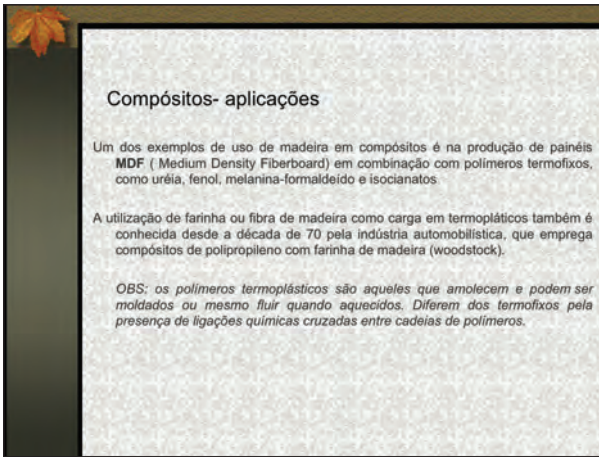 Compósitos- aplicações
Um dos exemplos de uso de madeira em compósitos é na produção de painéis
MDF ( Medium Density Fiberboard) em combinação com polímeros termofixos,
como uréia, fenol, melanina-formaldeído e isocianatos.
A utilização de farinha ou fibra de madeira como carga em termopláticos também é
conhecida desde a década de 70 pela indústria automobilística, que emprega
compósitos de polipropileno com farinha de madeira (woodstock).
OBS: os polímeros termoplásticos são aqueles que amolecem e podem ser
moldados ou mesmo fluir quando aquecidos. Diferem dos termofixos pela
presença de ligações químicas cruzadas entre cadeias de polímeros.